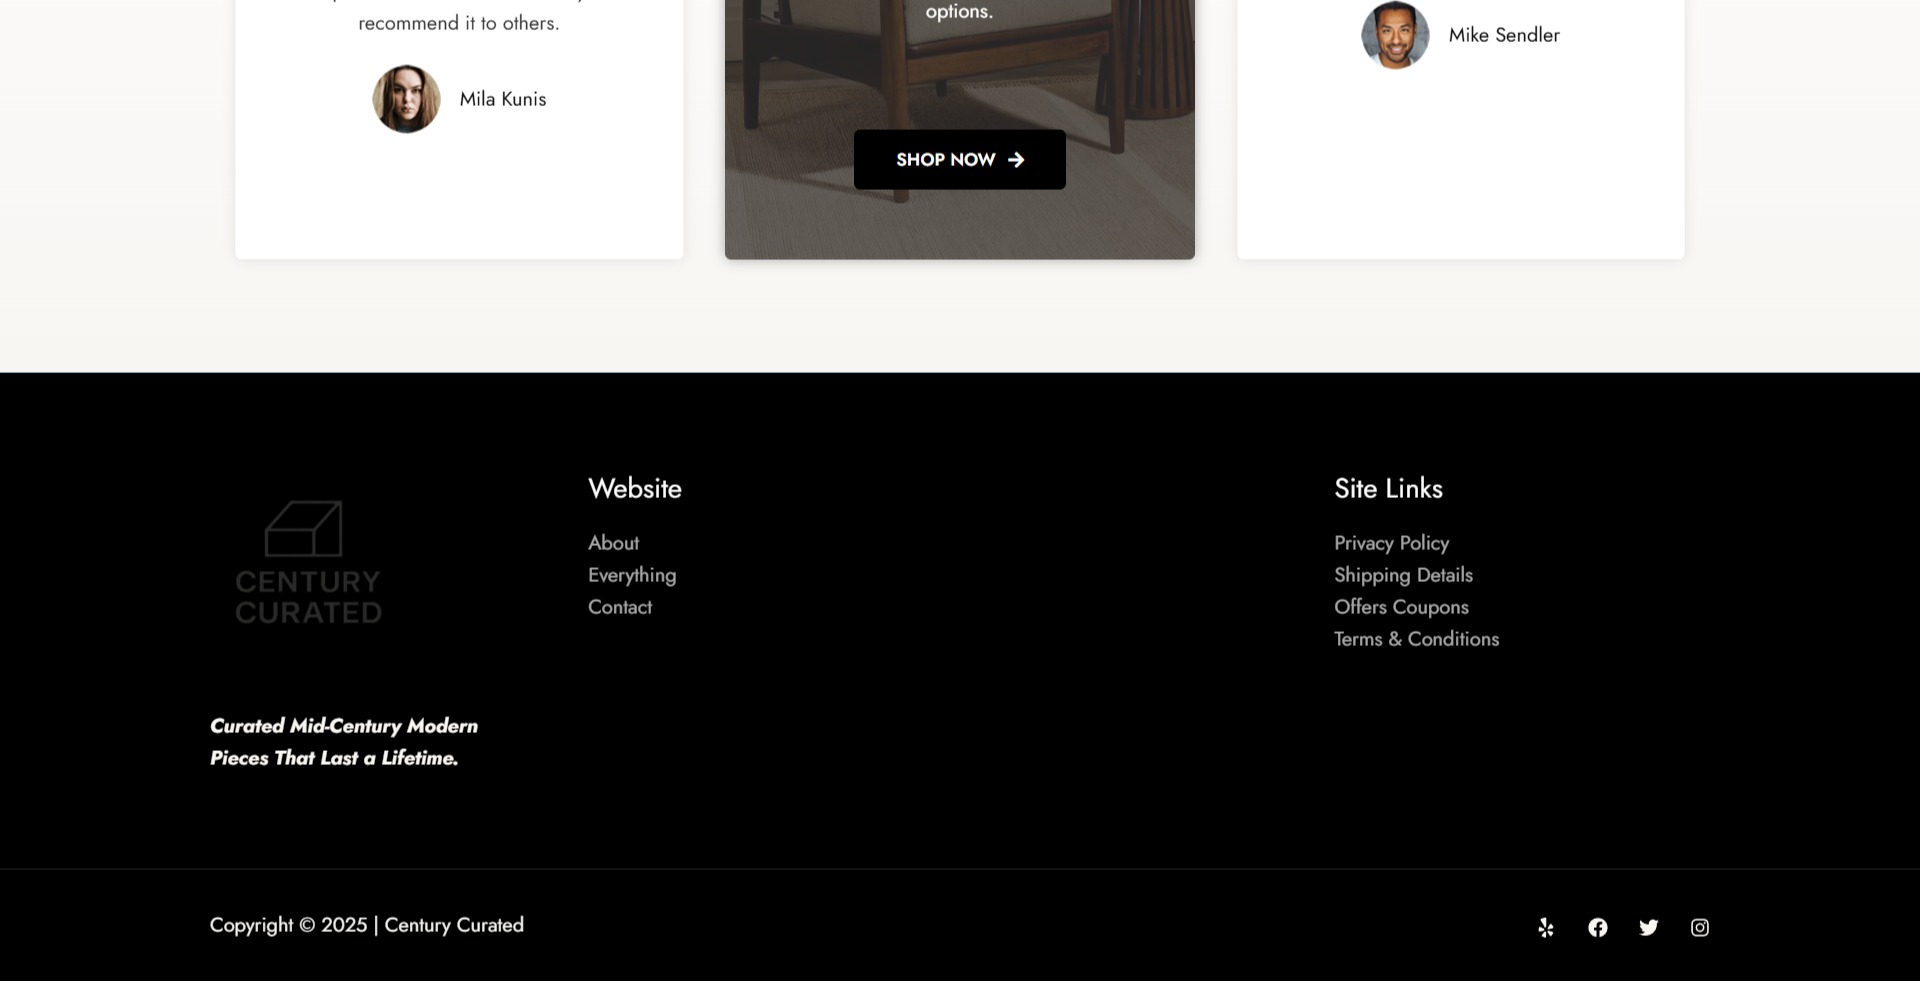 recommend it to others.
Mila Kunis
options.
SHOP NOW
Mike Sendler
CENTURY
CURATED
Curated Mid-Century Modern
Pieces That Last a Lifetime.
Website
About
Everything
Contact
Site Links
Privacy Policy
Shipping Details
Offers Coupons
Terms & Conditions
Copyright © 2025 | Century Curated